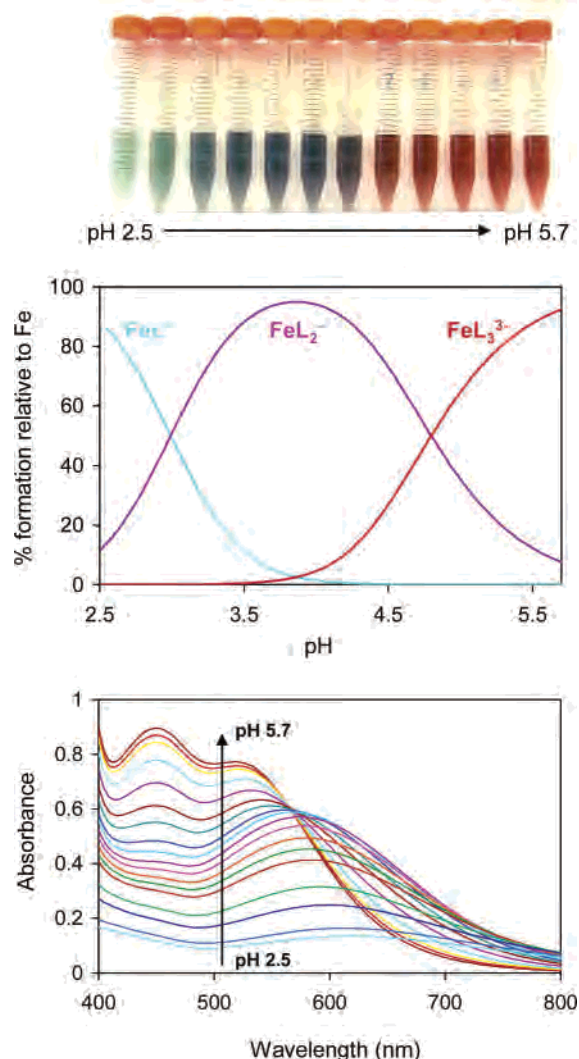 pH 2.5 pH 5.7
% formation relative to Fe
100
80
60
40
20
0
FeL₂⁻
FeL₃³⁻
2.5 3.5 4.5 5.5
pH
Absorbance
1
0.8
0.6
0.4
0.2
0
pH 5.7
pH 2.5
400 500 600 700 800
Wavelength (nm)